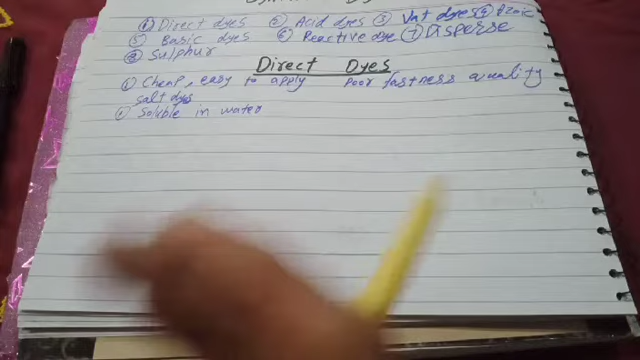 ① Direct dyes ② Acid dyes ③ Vat dyes ④ Azoic
⑤ Basic dyes ⑥ Reactive dye ⑦ Disperse
⑧ Sulphur
Direct Dyes
① Cheap, easy to apply poor fastness quality
salt dyes
② Soluble in water